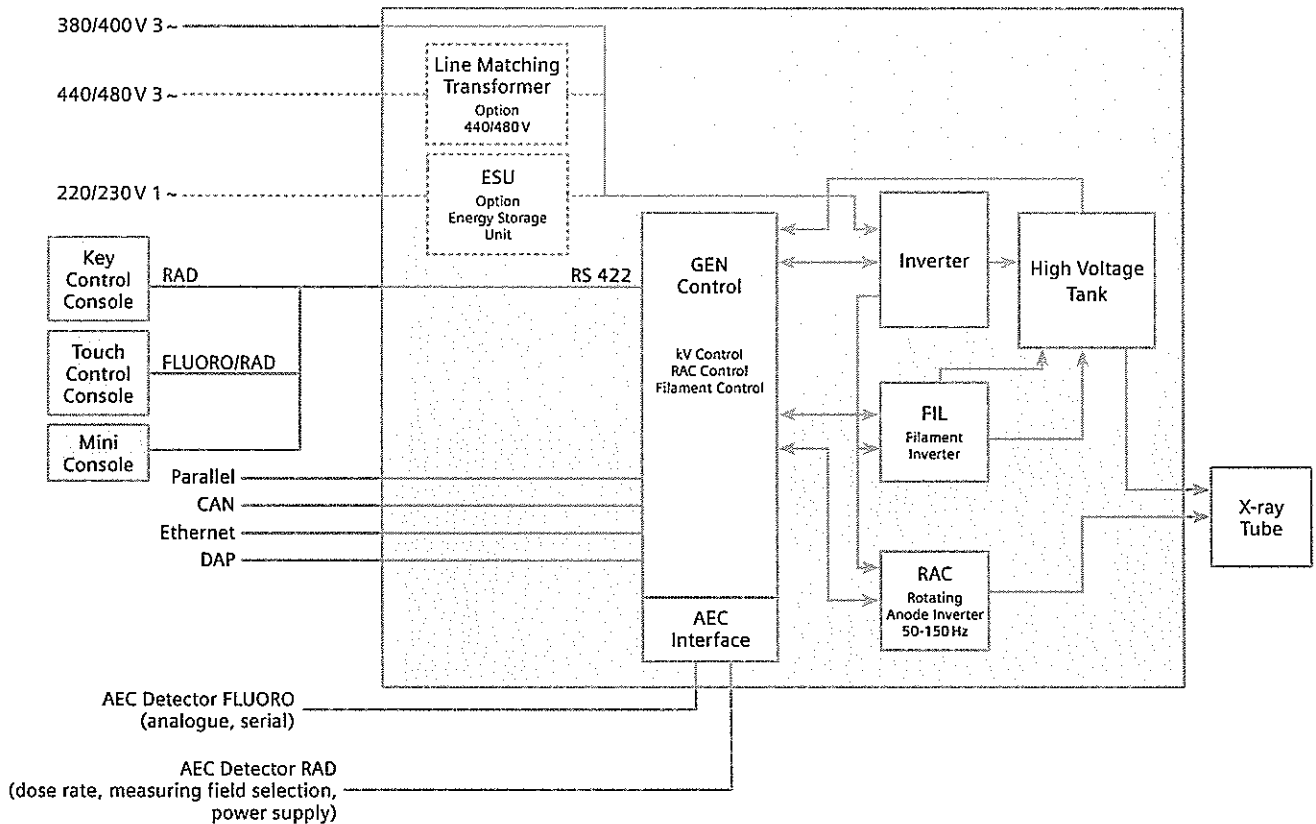 380/400 V 3 ~
Line Matching
Transformer
Option
440/480 V
440/480 V 3 ~
ESU
Option
Energy Storage
Unit
220/230 V 1 ~
Key
Control
Console
RAD
RS 422
Touch
Control
Console
FLUORO/RAD
Mini
Console
Parallel
CAN
Ethernet
DAP
GEN
Control
kV Control
RAC Control
Filament Control
AEC
Interface
Inverter
High Voltage
Tank
FIL
Filament
Inverter
RAC
Rotating
Anode Inverter
50-150 Hz
X-ray
Tube
AEC Detector FLUORO
(analogue, serial)
AEC Detector RAD
(dose rate, measuring field selection,
power supply)